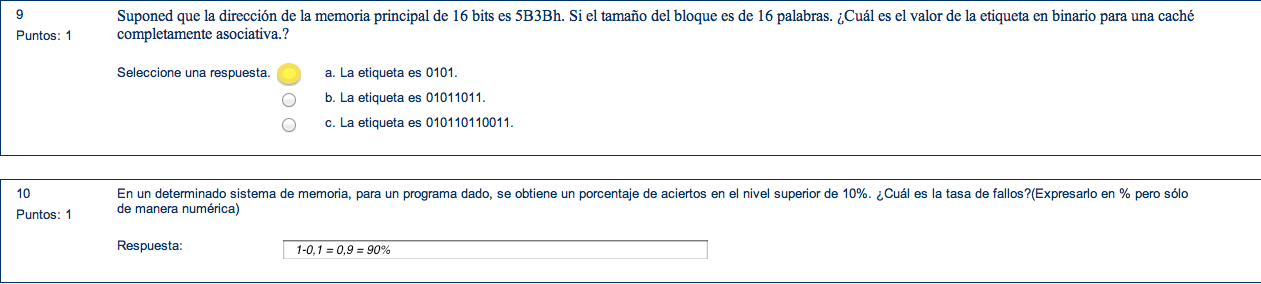 9
Puntos: 1
Suponed que la dirección de la memoria principal de 16 bits es 5B3Bh. Si el tamaño del bloque es de 16 palabras. ¿Cuál es el valor de la etiqueta en binario para una caché
completamente asociativa.?
Seleccione una respuesta.
a. La etiqueta es 0101.
b. La etiqueta es 01011011.
c. La etiqueta es 010110110011.
10
Puntos: 1
En un determinado sistema de memoria, para un programa dado, se obtiene un porcentaje de aciertos en el nivel superior de 10%. ¿Cuál es la tasa de fallos?(Expresarlo en % pero sólo
de manera numérica)
Respuesta:
1-0,1 = 0,9 = 90%